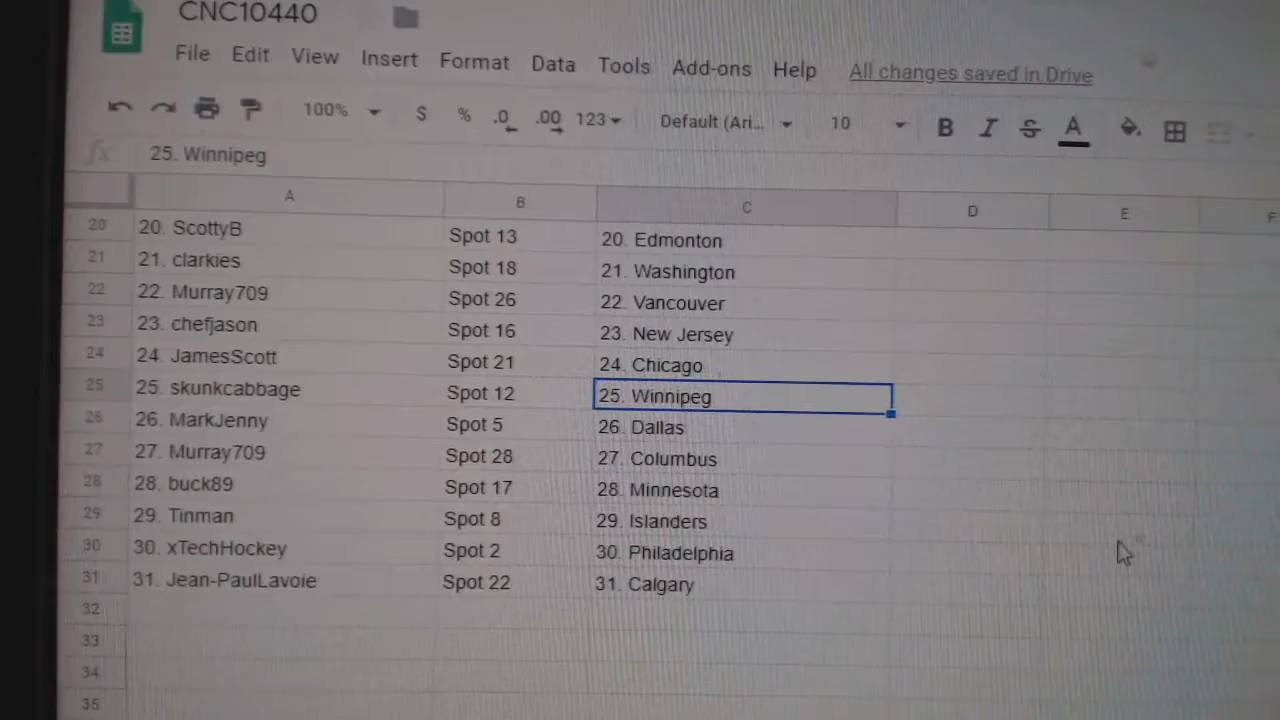 CNC10440
File Edit View Insert Format Data Tools Add-ons Help All changes saved in Drive
100% $ % .0 .00 123 Default (Ari... 10 B I S A
fx 25. Winnipeg
A B C D E F
20 20. ScottyB Spot 13 20. Edmonton
21 21. clarkies Spot 18 21. Washington
22 22. Murray709 Spot 26 22. Vancouver
23 23. chefjason Spot 16 23. New Jersey
24 24. JamesScott Spot 21 24. Chicago
25 25. skunkcabbage Spot 12 25. Winnipeg
26 26. MarkJenny Spot 5 26. Dallas
27 27. Murray709 Spot 28 27. Columbus
28 28. buck89 Spot 17 28. Minnesota
29 29. Tinman Spot 8 29. Islanders
30 30. xTechHockey Spot 2 30. Philadelphia
31 31. Jean-PaulLavoie Spot 22 31. Calgary
32
33
34
35